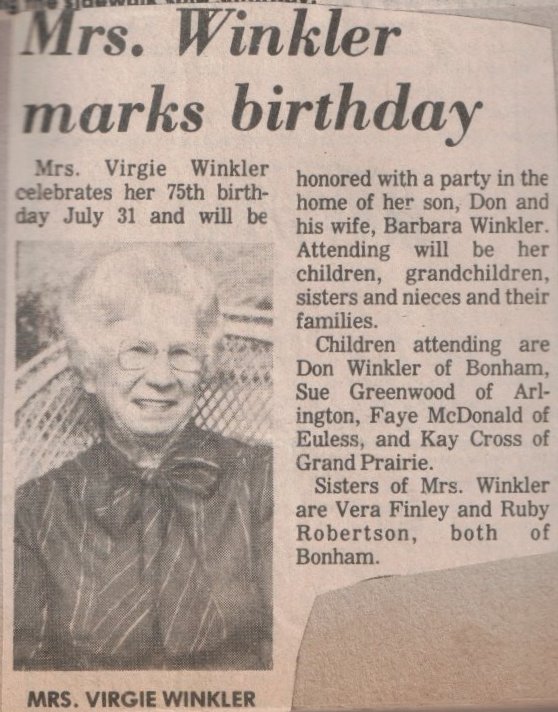 Mrs. Winkler
marks birthday
Mrs. Virgie Winkler
celebrates her 75th birth-
day July 31 and will be
MRS. VIRGIE WINKLER
honored with a party in the
home of her son, Don and
his wife, Barbara Winkler.
Attending will be her
children, grandchildren,
sisters and nieces and their
families.
Children attending are
Don Winkler of Bonham,
Sue Greenwood of Arl-
ington, Faye McDonald of
Euless, and Kay Cross of
Grand Prairie.
Sisters of Mrs. Winkler
are Vera Finley and Ruby
Robertson, both of
Bonham.